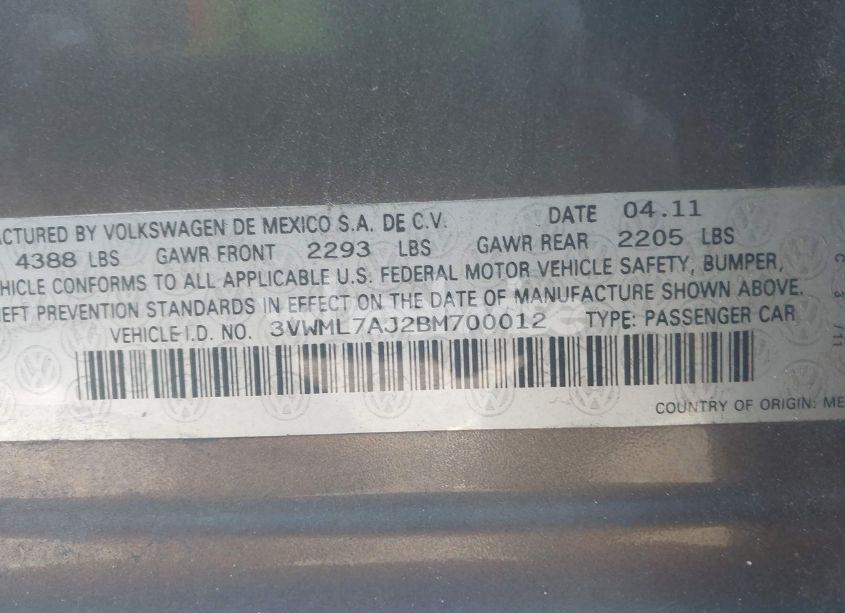 ACTURED BY VOLKSWAGEN DE MEXICO S.A. DE C.V. DATE 04.11
4388 LBS GAWR FRONT 2293 LBS GAWR REAR 2205 LBS
HICLE CONFORMS TO ALL APPLICABLE U.S. FEDERAL MOTOR VEHICLE SAFETY, BUMPER,
HEFT PREVENTION STANDARDS IN EFFECT ON THE DATE OF MANUFACTURE SHOWN ABOVE.
VEHICLE I.D. NO. 3VWML7AJ2BM700012 TYPE: PASSENGER CAR
COUNTRY OF ORIGIN: ME